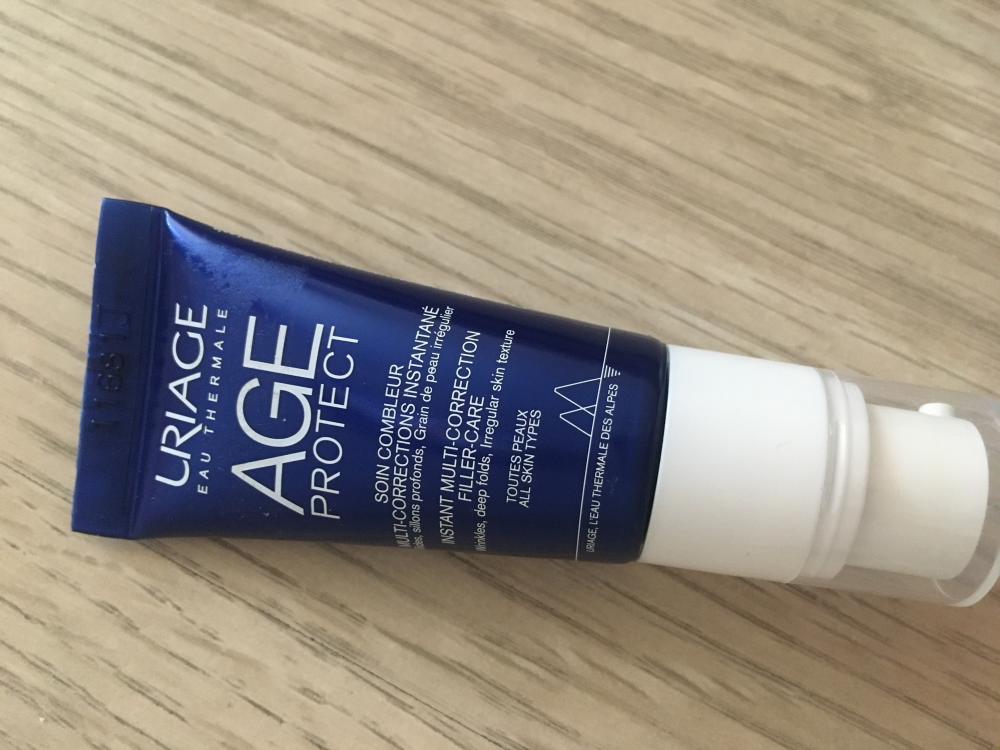 URIAGE
EAU THERMALE
AGE
PROTECT
SOIN COMBLEUR
MULTI-CORRECTIONS INSTANTANÉ
sillons profonds, Grain de peau irrégulier
INSTANT MULTI-CORRECTION
FILLER-CARE
Wrinkles, deep folds, Irregular skin texture
TOUTES PEAUX
ALL SKIN TYPES
URIAGE, L'EAU THERMALE DES ALPES